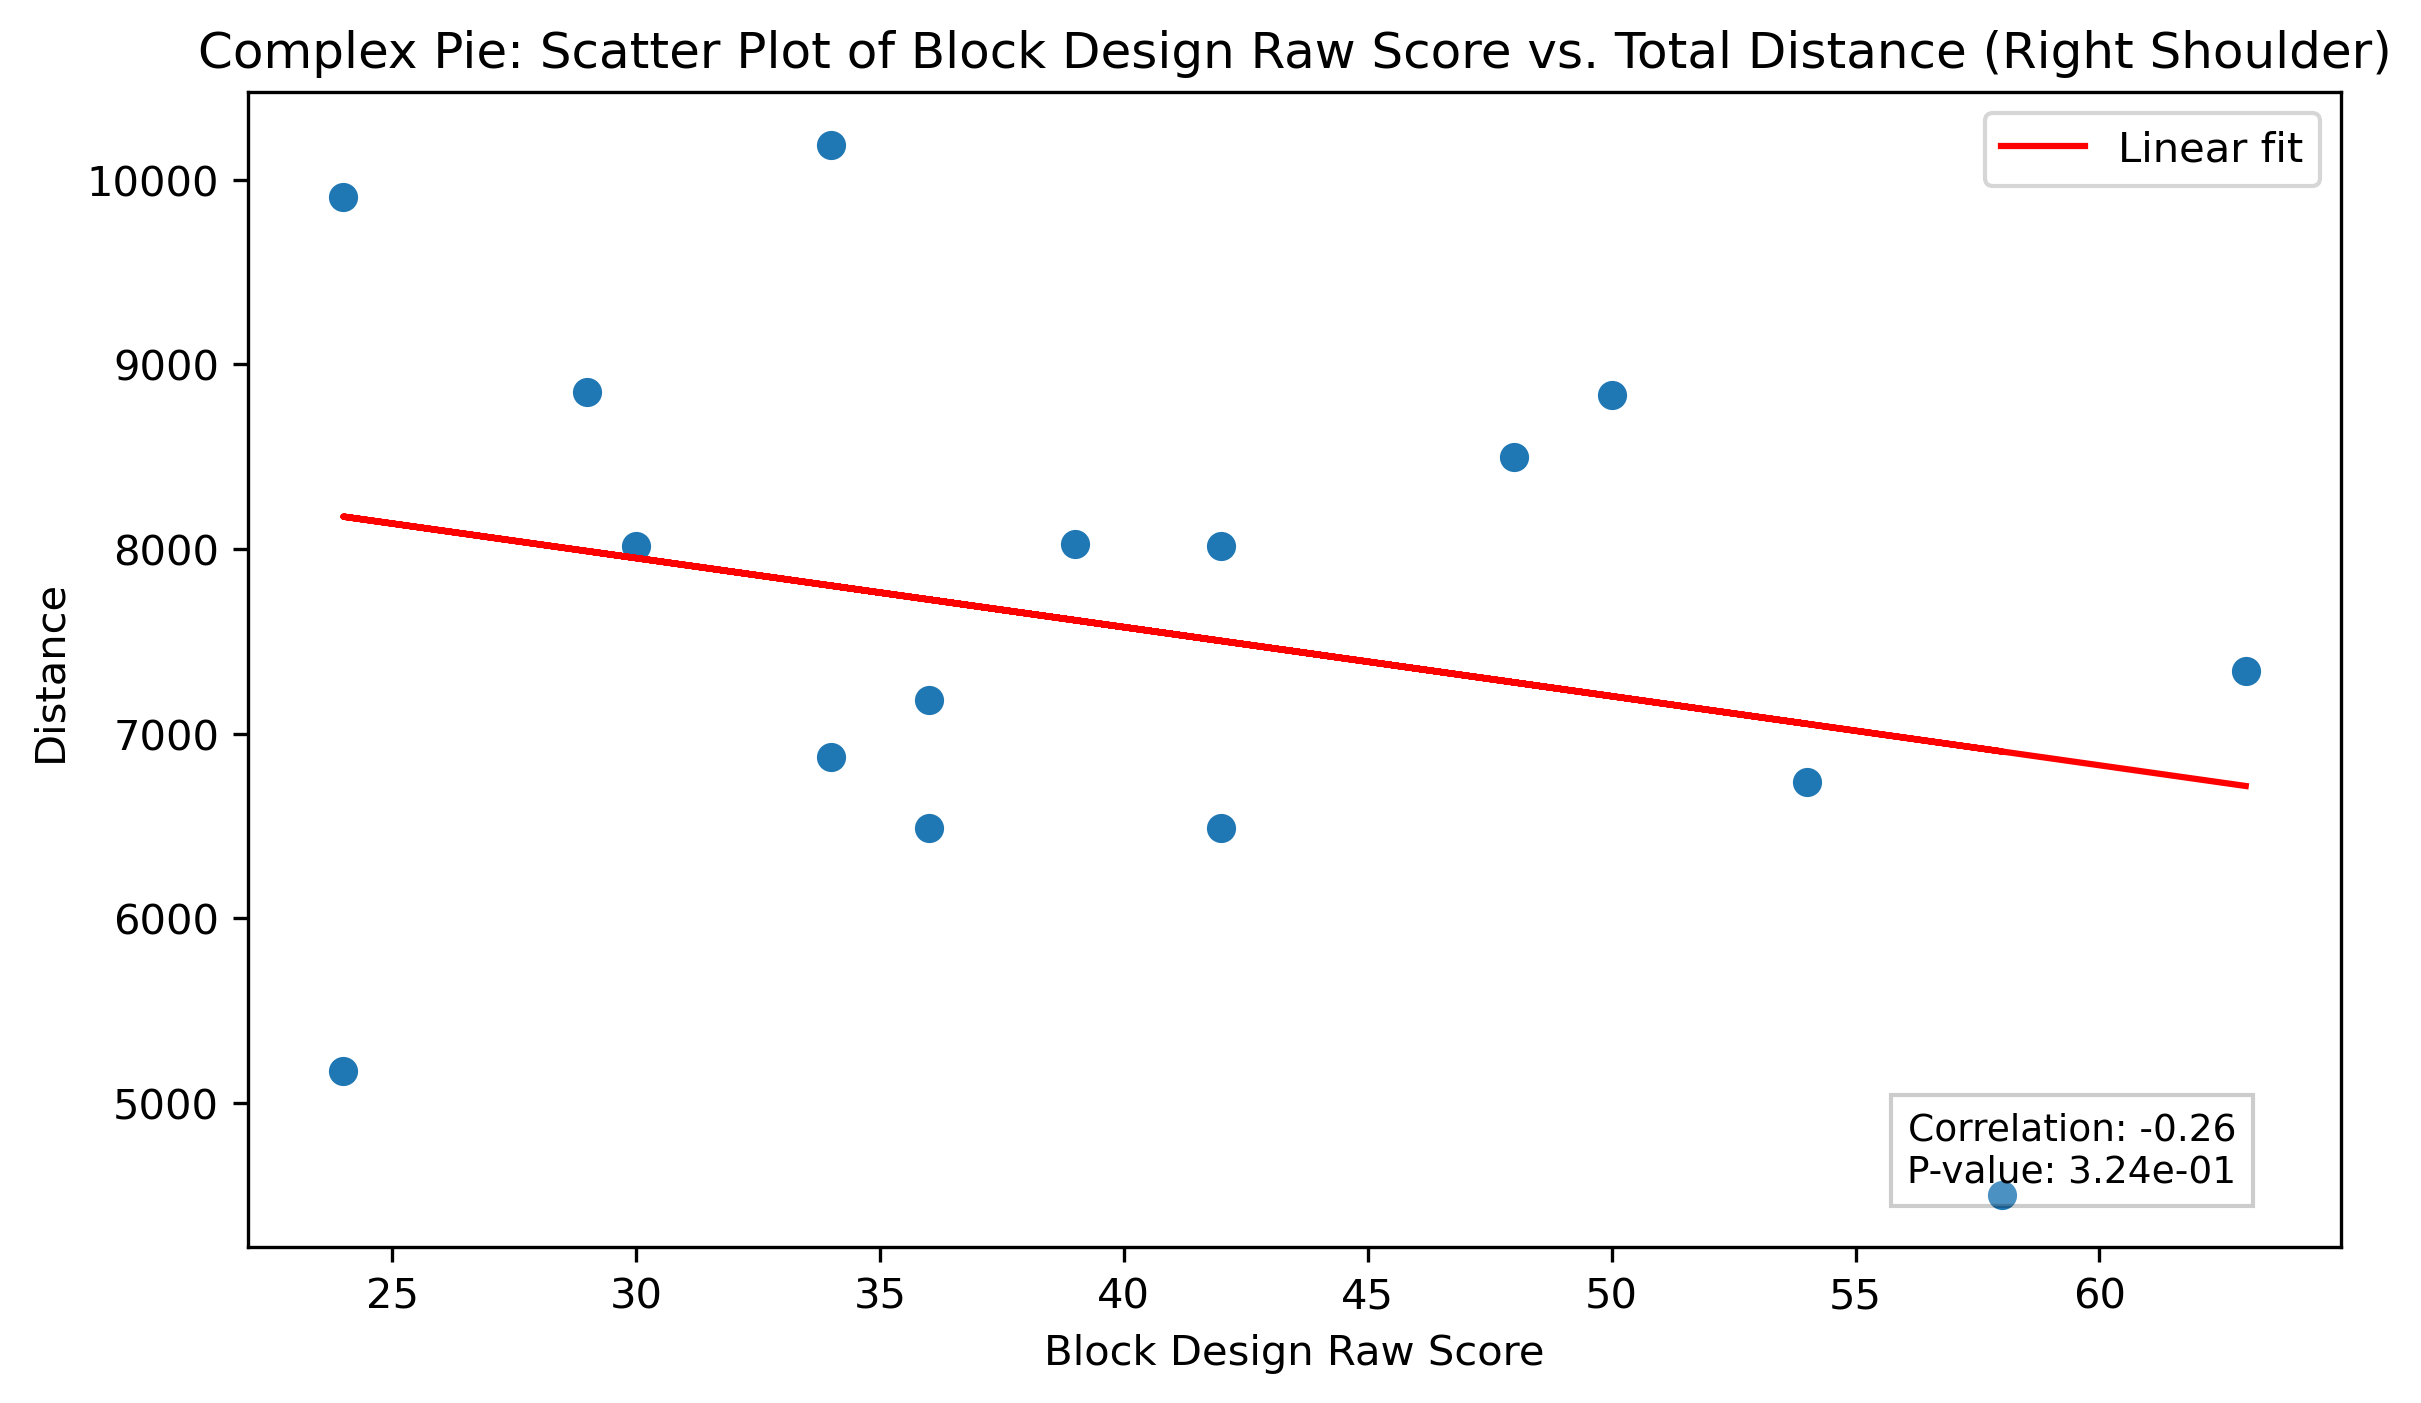 Complex Pie: Scatter Plot of Block Design Raw Score vs. Total Distance (Right Shoulder)
Linear fit
10000
9000
8000
7000
6000
5000
Distance
Correlation: -0.26
P-value: 3.24e-01
25 30 35 40 45 50 55 60
Block Design Raw Score